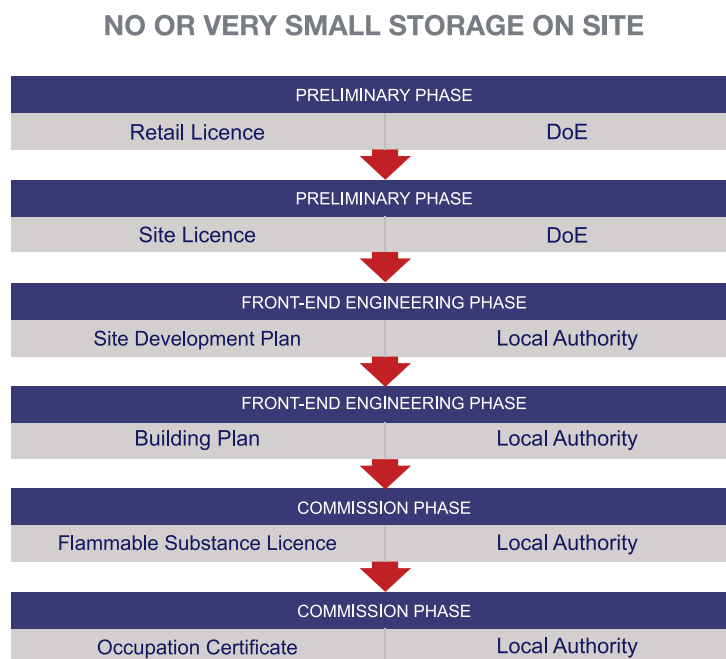 NO OR VERY SMALL STORAGE ON SITE
PRELIMINARY PHASE
Retail Licence DoE
PRELIMINARY PHASE
Site Licence DoE
FRONT-END ENGINEERING PHASE
Site Development Plan Local Authority
FRONT-END ENGINEERING PHASE
Building Plan Local Authority
COMMISSION PHASE
Flammable Substance Licence Local Authority
COMMISSION PHASE
Occupation Certificate Local Authority